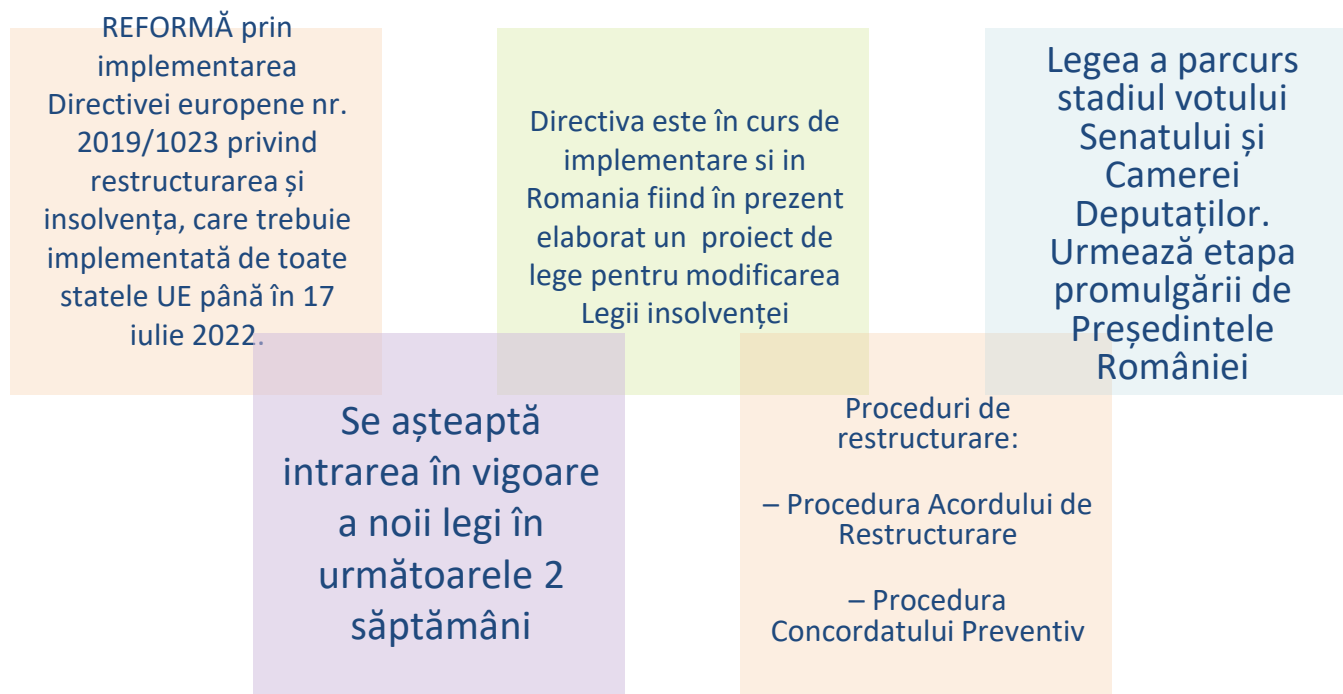 REFORMĂ prin
implementarea
Directivei europene nr.
2019/1023 privind
restructurarea și
insolvența, care trebuie
implementată de toate
statele UE până în 17
iulie 2022.
Directiva este în curs de
implementare si in
Romania fiind în prezent
elaborat un  proiect de
lege pentru modificarea
Legii insolvenței
Legea a parcurs
stadiul votului
Senatului și
Camerei
Deputaților.
Urmează etapa
promulgării de
Președintele
României
Se așteaptă
intrarea în vigoare
a noii legi în
următoarele 2
săptămâni
Proceduri de
restructurare:
– Procedura Acordului de
Restructurare
– Procedura
Concordatului Preventiv